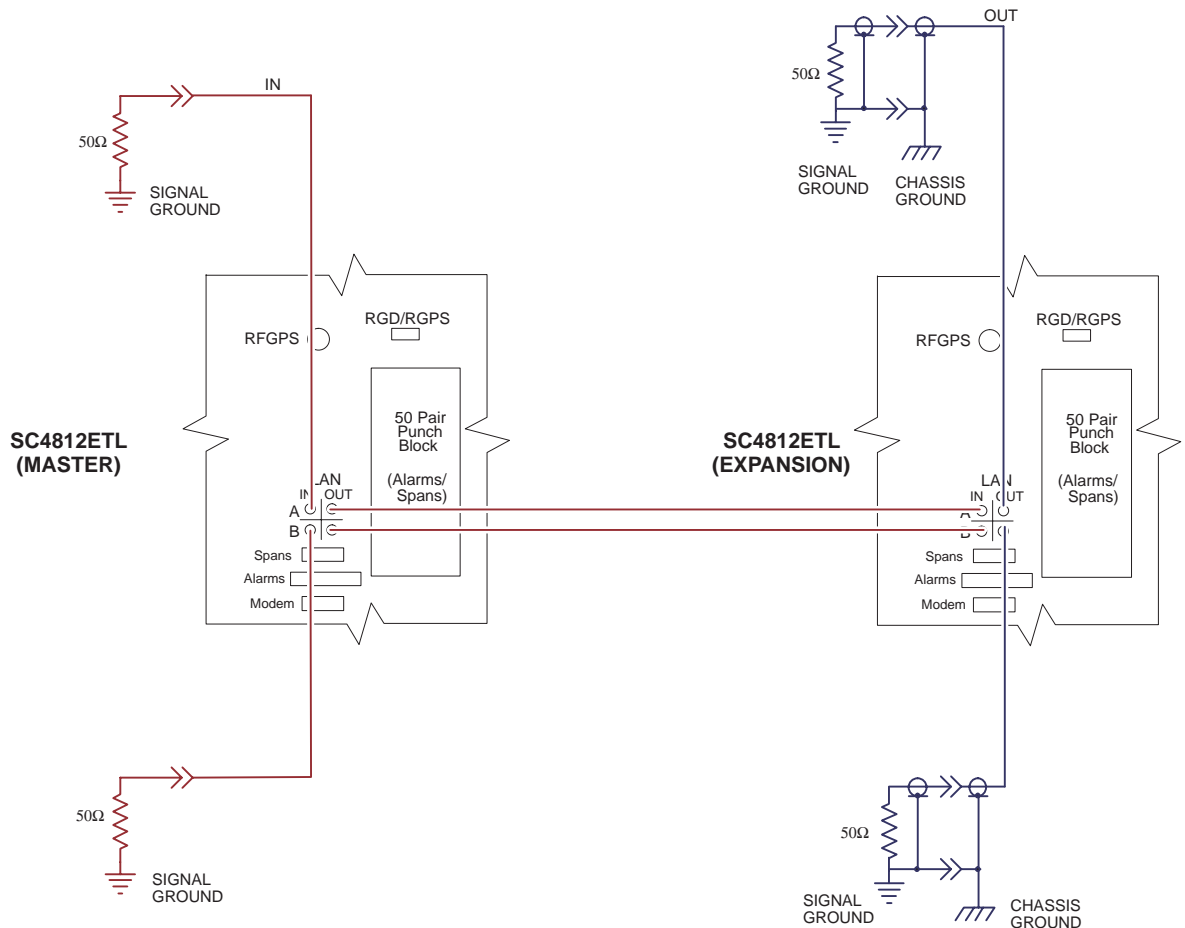 OUT
IN
50Ω
50Ω
SIGNAL
GROUND
SIGNAL
GROUND
CHASSIS
GROUND
RFGPS
RGD/RGPS
RFGPS
RGD/RGPS
50 Pair
Punch
Block
(Alarms/
Spans)
50 Pair
Punch
Block
(Alarms/
Spans)
SC4812ETL
(MASTER)
SC4812ETL
(EXPANSION)
LAN
IN OUT
A
B
LAN
IN OUT
A
B
Spans
Alarms
Modem
Spans
Alarms
Modem
50Ω
SIGNAL
GROUND
50Ω
SIGNAL
GROUND
CHASSIS
GROUND